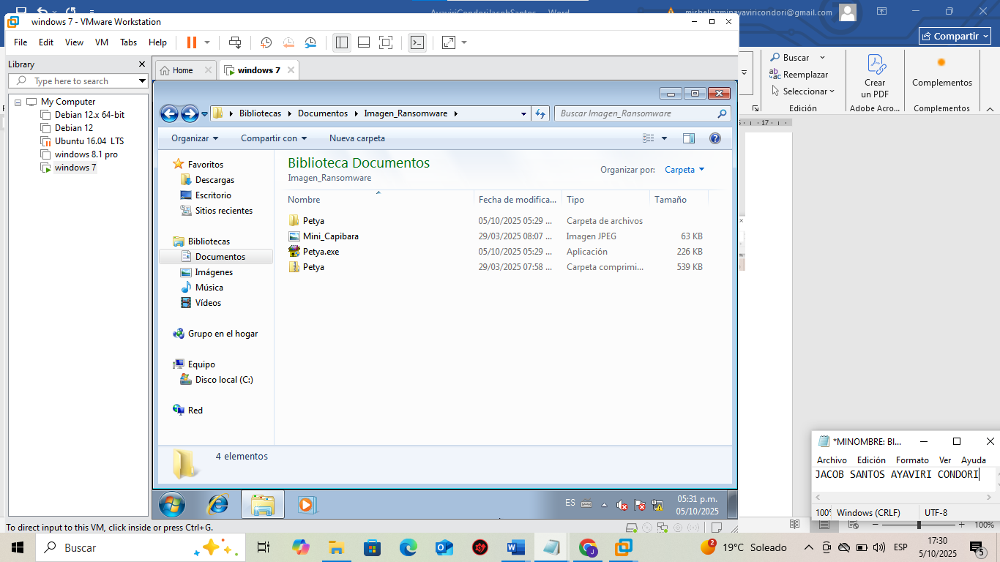 AyaviriCondoriJacobSantos - Word
misheljazminayaviricondori@gmail.com
windows 7 - VMware Workstation
File Edit View VM Tabs Help
Compartir
Library
Type here to search
Home
windows 7
My Computer
Debian 12.x 64-bit
Debian 12
Ubuntu 16.04 LTS
windows 8.1 pro
windows 7
Bibliotecas
Documentos
Imagen_Ransomware
Buscar Imagen_Ransomware
Organizar
Compartir con
Nueva carpeta
Favoritos
Descargas
Escritorio
Sitios recientes
Bibliotecas
Documentos
Imágenes
Música
Vídeos
Grupo en el hogar
Equipo
Disco local (C:)
Red
Biblioteca Documentos
Imagen_Ransomware
Organizar por: Carpeta
Nombre Fecha de modifica... Tipo Tamaño
Petya 05/10/2025 05:29 ... Carpeta de archivos
Mini_Capibara 29/03/2025 08:07 ... Imagen JPEG 63 KB
Petya.exe 05/10/2025 05:29 ... Aplicación 226 KB
Petya 29/03/2025 07:58 ... Carpeta comprimi... 539 KB
4 elementos
ES
05:31 p.m.
05/10/2025
To direct input to this VM, click inside or press Ctrl+G.
Buscar
Reemplazar
Seleccionar
Edición
Crear
un PDF
Adobe Acro...
Complementos
Complementos
17
*MINOMBRE: Bl...
Archivo Edición Formato Ver Ayuda
JACOB SANTOS AYAVIRI CONDORI
100% Windows (CRLF) UTF-8
100%
Buscar
2
19°C Soleado
ESP
17:30
5/10/2025
5